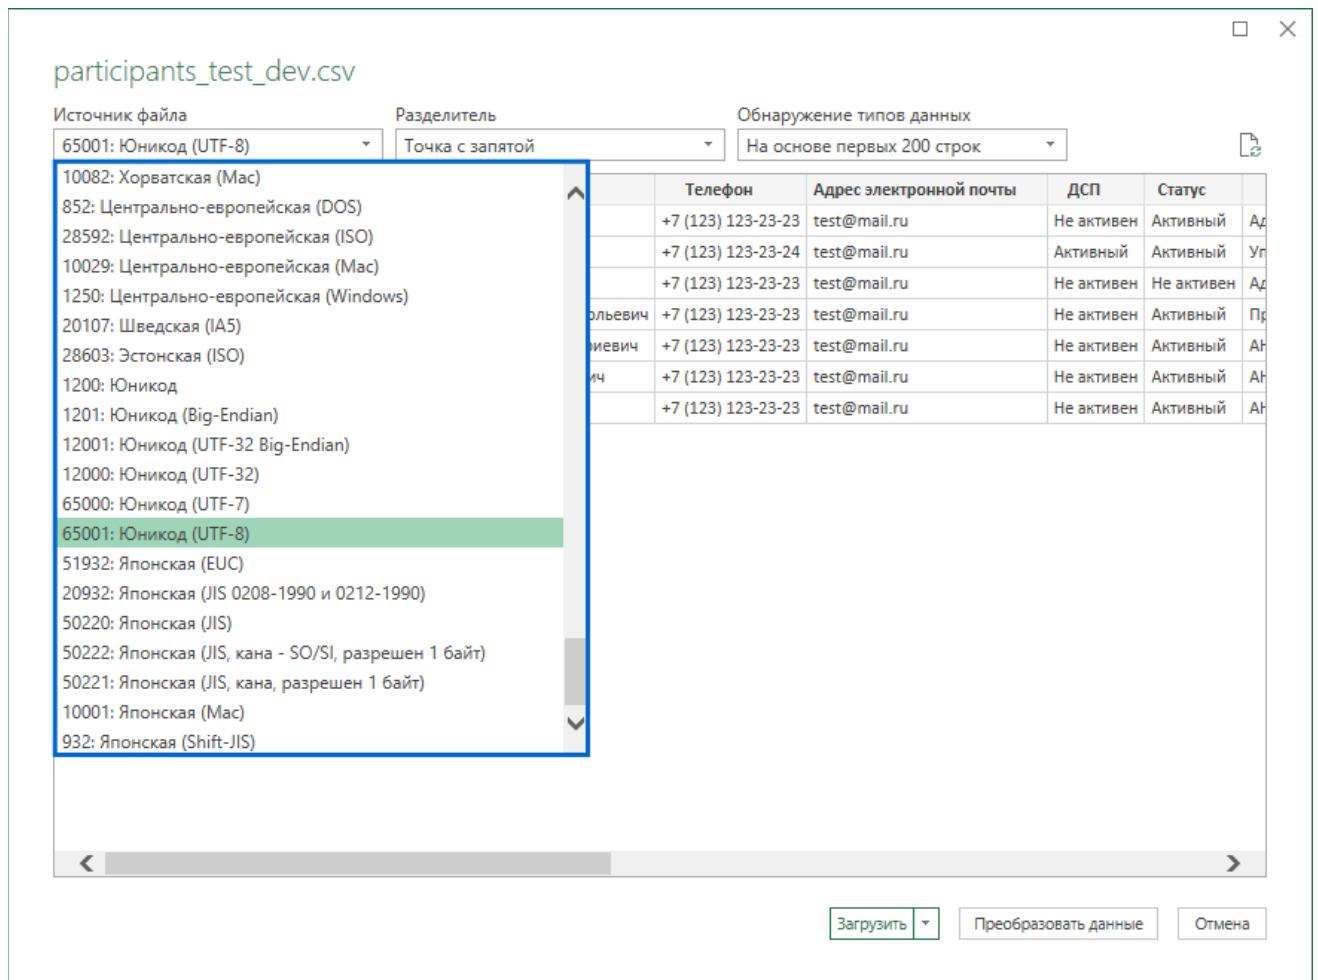 participants_test_dev.csv
Источник файла Разделитель Обнаружение типов данных
65001: Юникод (UTF-8) Точка с запятой На основе первых 200 строк
10082: Хорватская (Mac)
852: Центрально-европейская (DOS)
28592: Центрально-европейская (ISO)
10029: Центрально-европейская (Mac)
1250: Центрально-европейская (Windows)
20107: Шведская (IA5)
28603: Эстонская (ISO)
1200: Юникод
1201: Юникод (Big-Endian)
12001: Юникод (UTF-32 Big-Endian)
12000: Юникод (UTF-32)
65000: Юникод (UTF-7)
65001: Юникод (UTF-8)
51932: Японская (EUC)
20932: Японская (JIS 0208-1990 и 0212-1990)
50220: Японская (JIS)
50222: Японская (JIS, кана - SO/SI, разрешен 1 байт)
50221: Японская (JIS, кана, разрешен 1 байт)
10001: Японская (Mac)
932: Японская (Shift-JIS)
Телефон Адрес электронной почты ДСП Статус
+7 (123) 123-23-23 test@mail.ru Не активен Активный
+7 (123) 123-23-24 test@mail.ru Активный Активный
+7 (123) 123-23-23 test@mail.ru Не активен Не активен
+7 (123) 123-23-23 test@mail.ru Не активен Активный
+7 (123) 123-23-23 test@mail.ru Не активен Активный
+7 (123) 123-23-23 test@mail.ru Не активен Активный
+7 (123) 123-23-23 test@mail.ru Не активен Активный
Загрузить Преобразовать данные Отмена